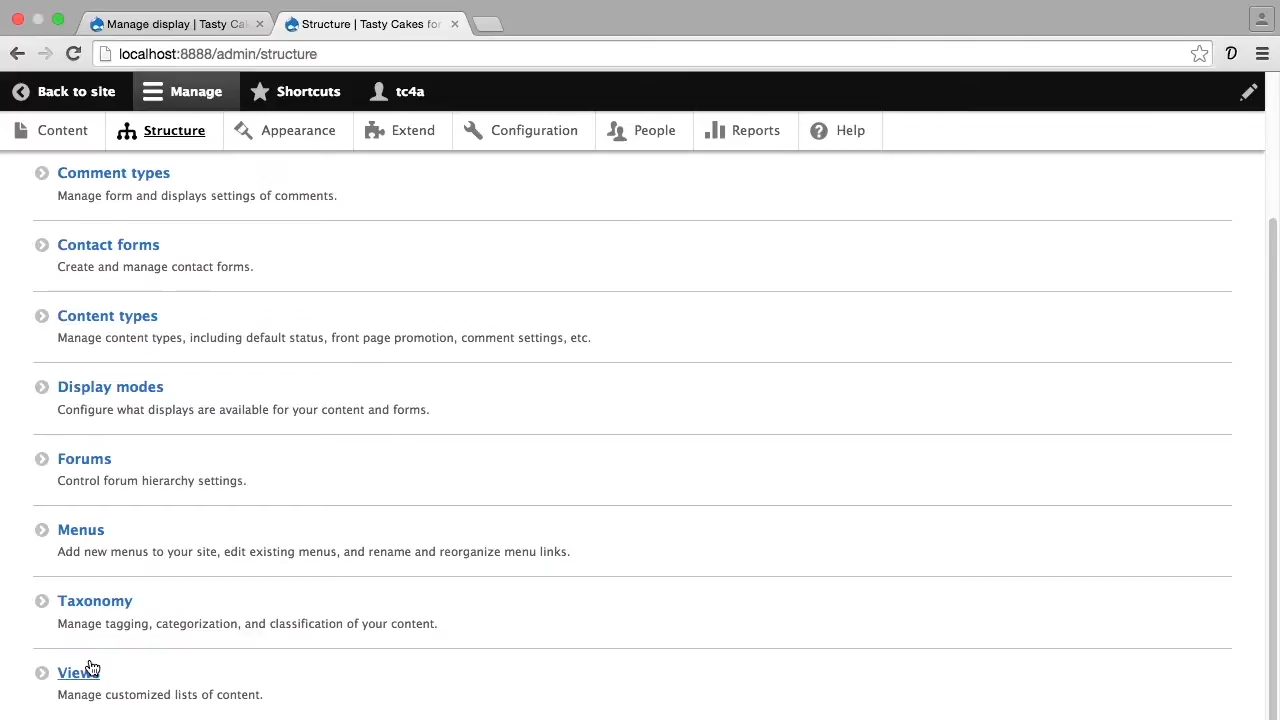 Manage display | Tasty Cak
Structure | Tasty Cakes for
localhost:8888/admin/structure
Back to site Manage Shortcuts tc4a
Content Structure Appearance Extend Configuration People Reports Help
Comment types
Manage form and displays settings of comments.
Contact forms
Create and manage contact forms.
Content types
Manage content types, including default status, front page promotion, comment settings, etc.
Display modes
Configure what displays are available for your content and forms.
Forums
Control forum hierarchy settings.
Menus
Add new menus to your site, edit existing menus, and rename and reorganize menu links.
Taxonomy
Manage tagging, categorization, and classification of your content.
Views
Manage customized lists of content.